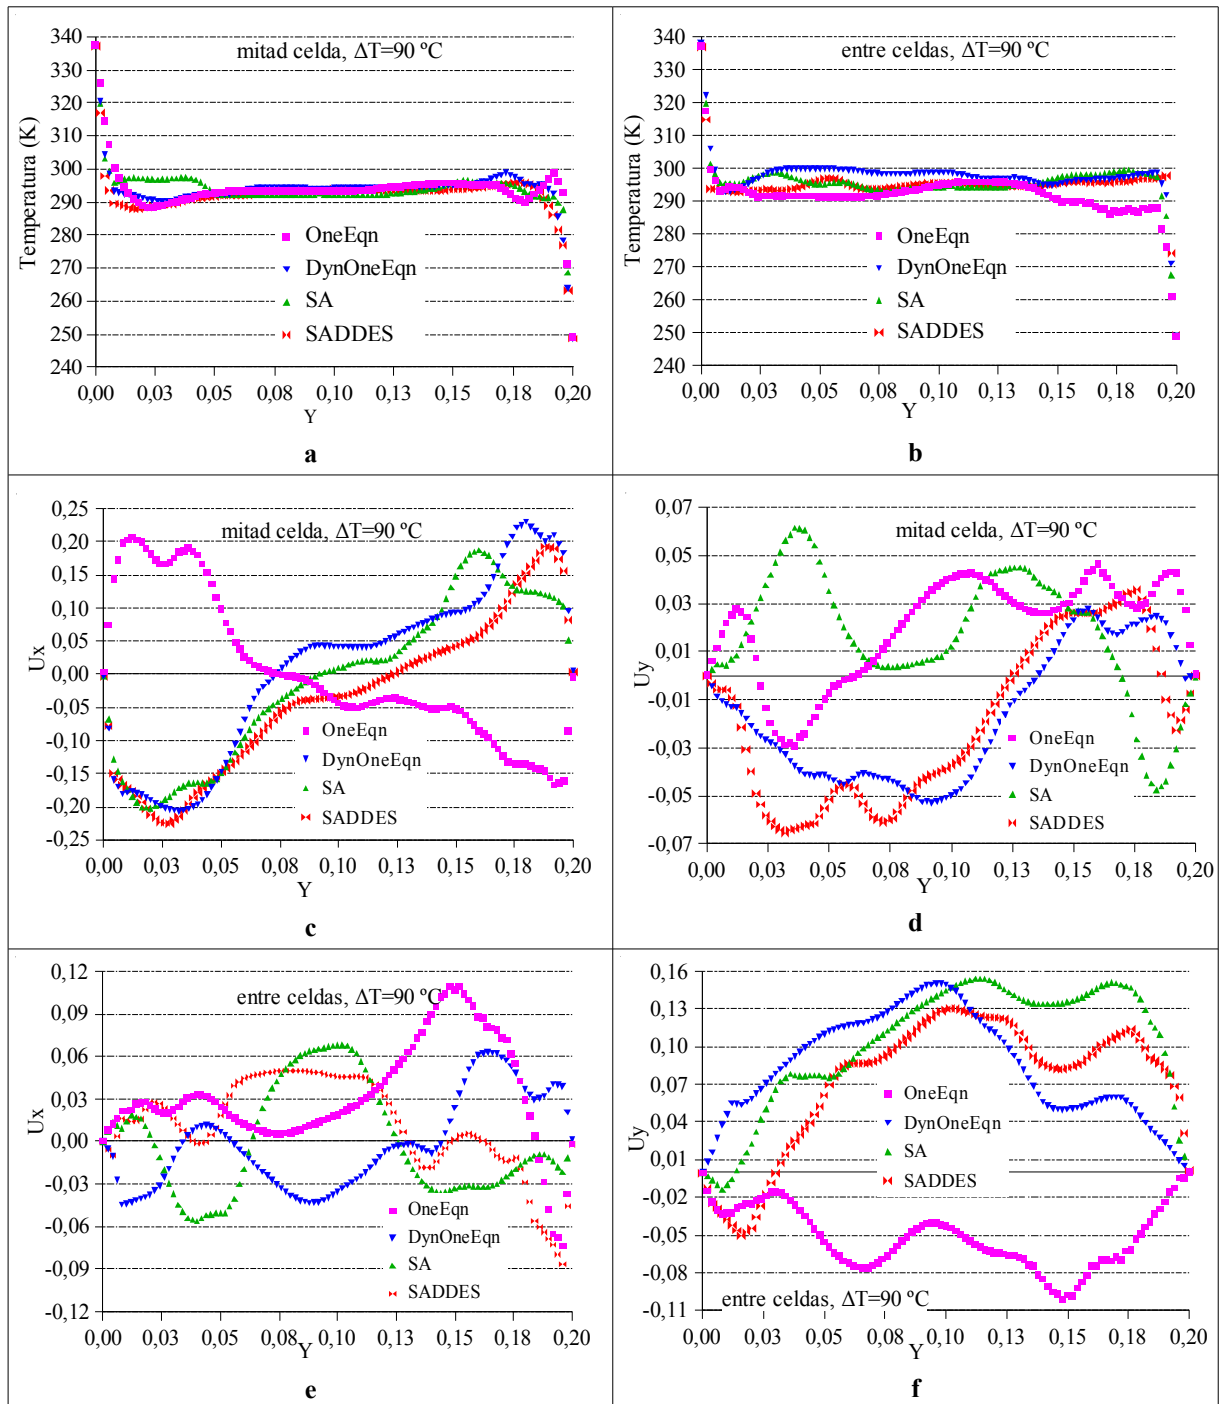 mitad celda, ΔT=90 ºC
Temperatura (K)
340
330
320
310
300
290
280
270
260
250
240
OneEqn
DynOneEqn
SA
SADDES
0,00 0,03 0,05 0,08 0,10 0,13 0,15 0,18 0,20
Y
a
entre celdas, ΔT=90 ºC
Temperatura (K)
340
330
320
310
300
290
280
270
260
250
240
OneEqn
DynOneEqn
SA
SADDES
0,00 0,03 0,05 0,08 0,10 0,13 0,15 0,18 0,20
Y
b
mitad celda, ΔT=90 ºC
Ux
0,25
0,20
0,15
0,10
0,05
0,00
-0,05
-0,10
-0,15
-0,20
-0,25
OneEqn
DynOneEqn
SA
SADDES
0,00 0,03 0,05 0,08 0,10 0,13 0,15 0,18 0,20
Y
c
mitad celda, ΔT=90 ºC
Uy
0,07
0,05
0,03
0,01
-0,01
-0,03
-0,05
-0,07
OneEqn
DynOneEqn
SA
SADDES
0,00 0,03 0,05 0,08 0,10 0,13 0,15 0,18 0,20
Y
d
entre celdas, ΔT=90 ºC
Ux
0,12
0,09
0,06
0,03
0,00
-0,03
-0,06
-0,09
-0,12
OneEqn
DynOneEqn
SA
SADDES
0,00 0,03 0,05 0,08 0,10 0,13 0,15 0,18 0,20
Y
e
Uy
0,16
0,13
0,10
0,07
0,04
0,01
-0,02
-0,05
-0,08
-0,11
OneEqn
DynOneEqn
SA
SADDES
entre celdas, ΔT=90 ºC
0,00 0,03 0,05 0,08 0,10 0,13 0,15 0,18 0,20
Y
f